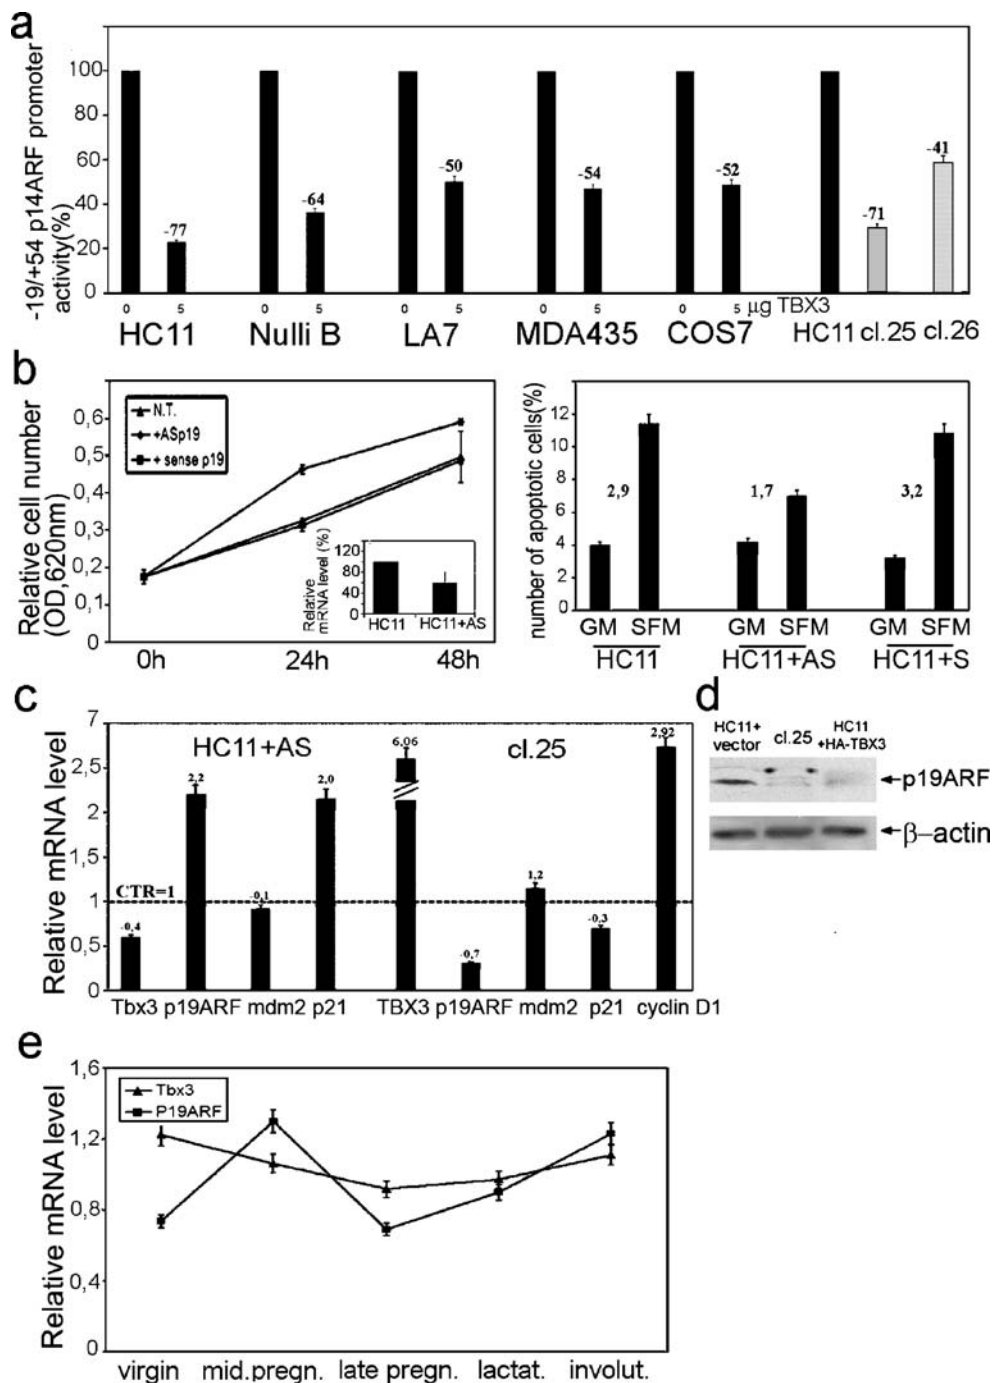 a
-19/+54 p14ARF promoter
activity(%)
100
80
60
40
20
0
-77
-64
-50
-54
-52
-71
-41
0 5 0 5 0 5 0 5 0 5 µg TBX3
HC11 Nulli B LA7 MDA435 COS7 HC11 cl.25 cl.26
b
Relative cell number
(OD,620nm)
0,6
0,5
0,4
0,3
0,2
0,1
0
N.T.
+ASp19
+ sense p19
0h 24h 48h
Relative
mRNA level (%)
120
80
40
0
HC11 HC11+AS
number of apoptotic cells(%)
12
10
8
6
4
2
0
2,9
1,7
3,2
GM SFM GM SFM GM SFM
HC11 HC11+AS HC11+S
c
Relative mRNA level
7
2,5
2
1,5
1
0,5
0
HC11+AS cl.25
CTR=1
-0,4
2,2
-0,1
2,0
6,06
-0,7
1,2
-0,3
2,92
Tbx3 p19ARF mdm2 p21 TBX3 p19ARF mdm2 p21 cyclin D1
d
HC11+
vector
cl.25
HC11
+HA-TBX3
p19ARF
β-actin
e
Relative mRNA level
1,6
1,2
0,8
0,4
0
Tbx3
P19ARF
virgin mid.pregn. late pregn. lactat. involut.